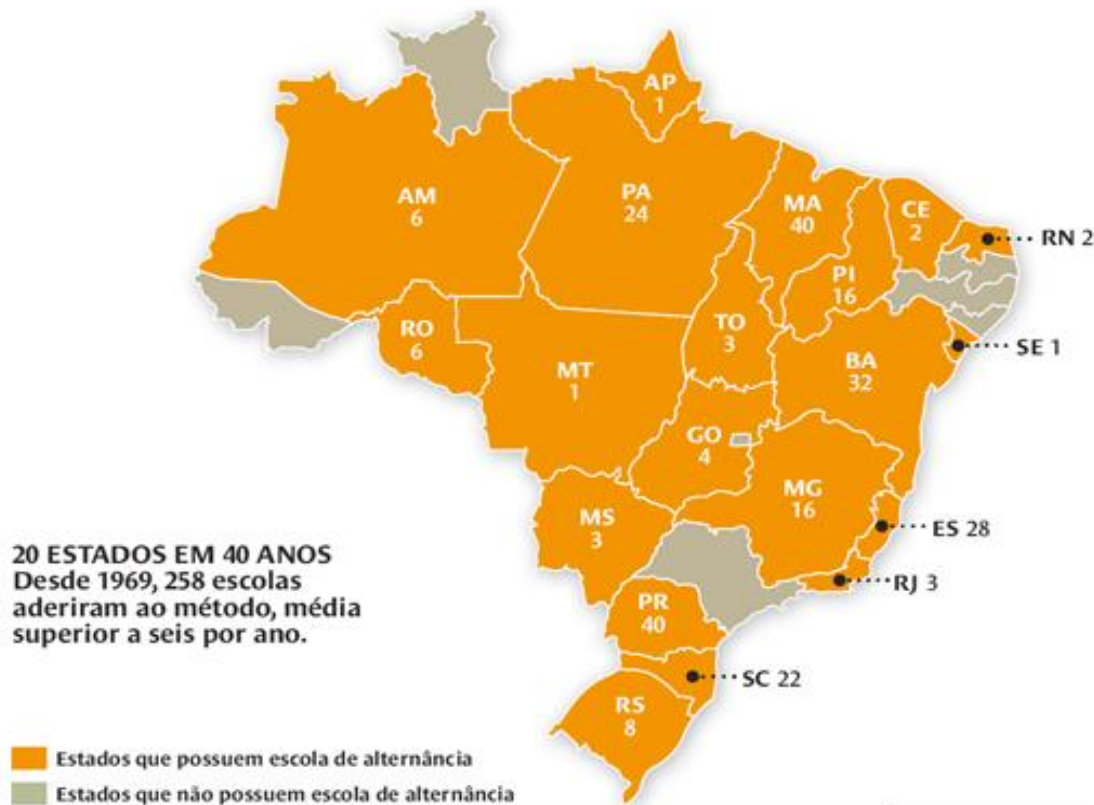 AP
1
AM
6
PA
24
MA
40
CE
2
RN 2
PI
16
RO
6
TO
3
SE 1
MT
1
BA
32
GO
4
MG
16
MS
3
ES 28
RJ 3
PR
40
SC 22
RS
8
20 ESTADOS EM 40 ANOS
Desde 1969, 258 escolas
aderiram ao método, média
superior a seis por ano.
Estados que possuem escola de alternância
Estados que não possuem escola de alternância